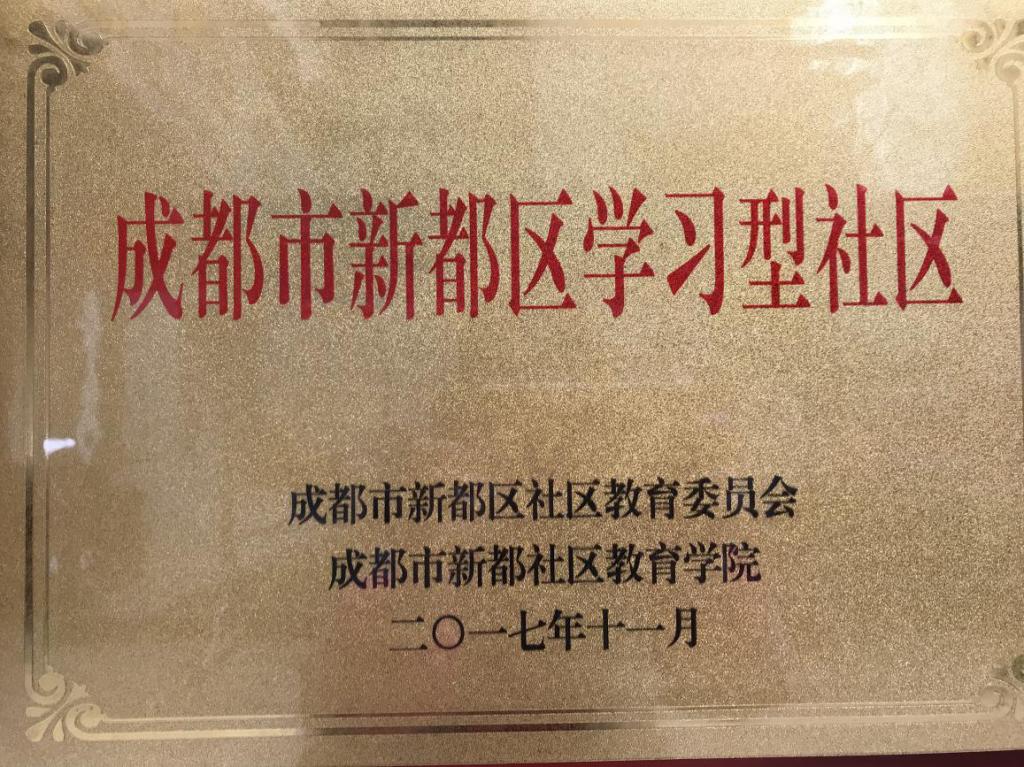 成都市新都区学习型社区
成都市新都区社区教育委员会
成都市新都社区教育学院
二〇一七年十一月